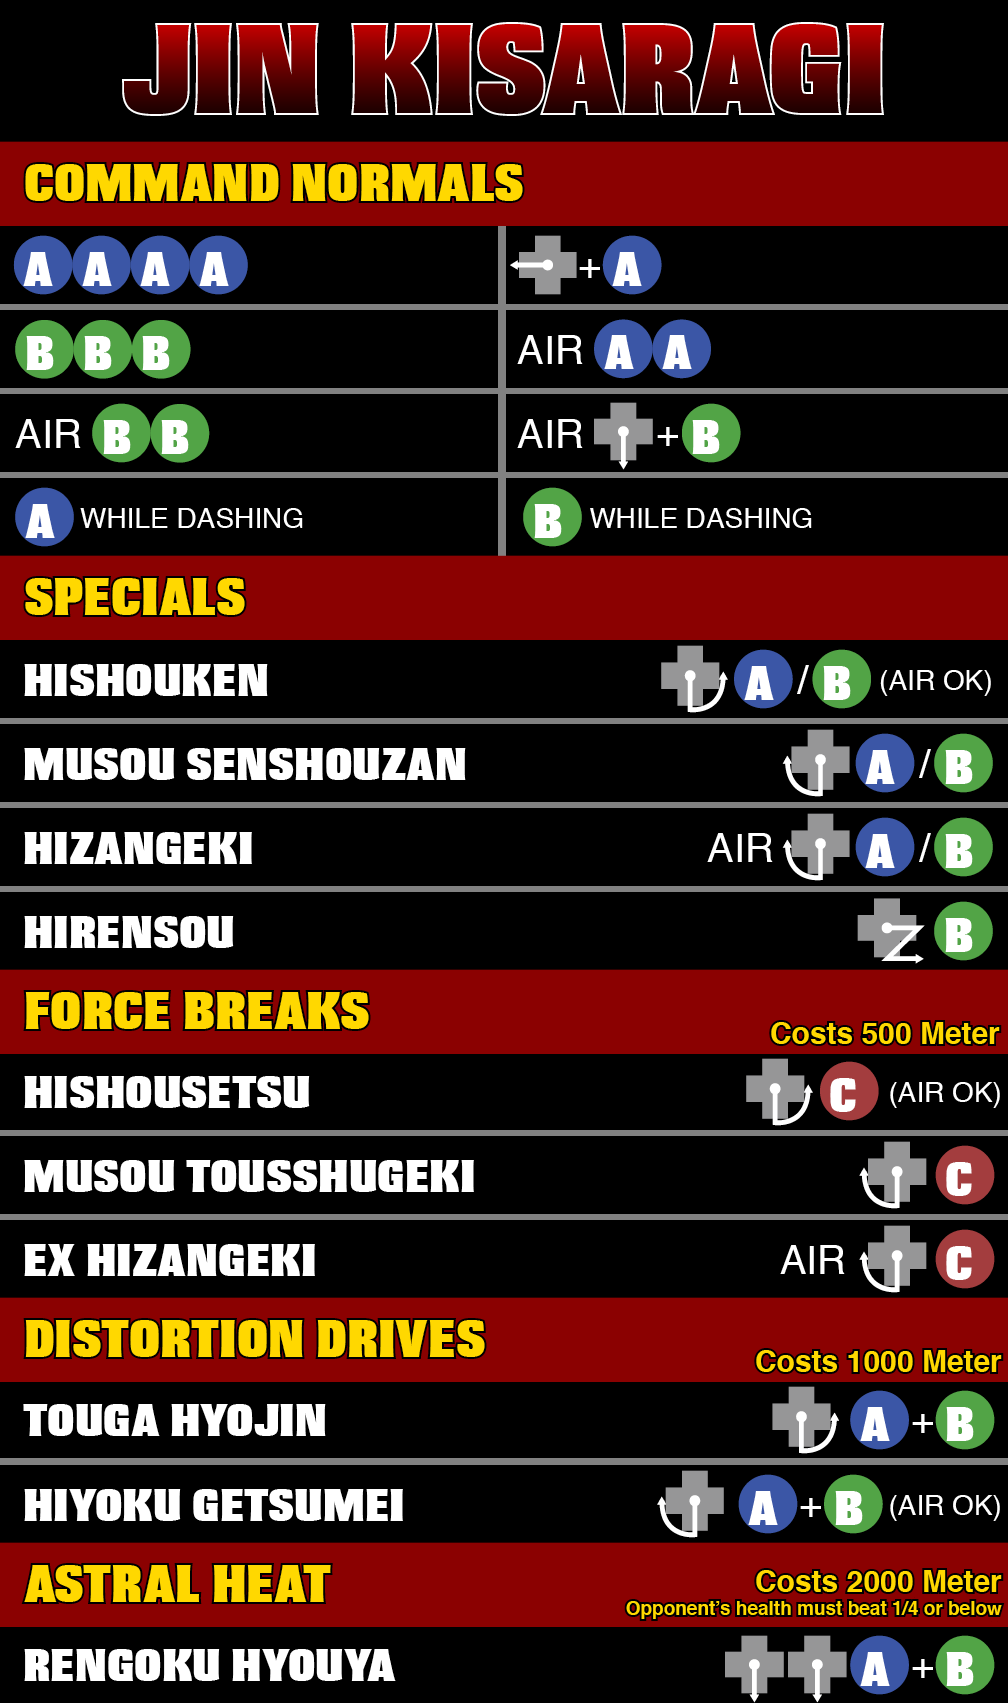 JIN KISARAGI
COMMAND NORMALS
A A A A
+ A
B B B
AIR A A
AIR B B
AIR + B
A WHILE DASHING
B WHILE DASHING
SPECIALS
HISHOUKEN A / B (AIR OK)
MUSOU SENSHOUZAN A / B
HIZANGEKI AIR A / B
HIRENSOU B
FORCE BREAKS Costs 500 Meter
HISHOUSETSU C (AIR OK)
MUSOU TOUSSHUGEKI C
EX HIZANGEKI AIR C
DISTORTION DRIVES Costs 1000 Meter
TOUGA HYOJIN A + B
HIYOKU GETSUMEI A + B (AIR OK)
ASTRAL HEAT Costs 2000 Meter
Opponent's health must beat 1/4 or below
RENGOKU HYOUYA A + B